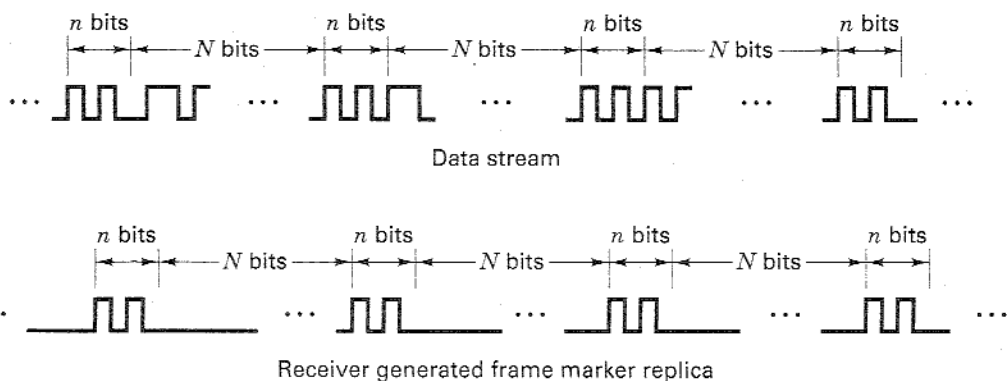 n bits n bits n bits n bits
N bits N bits N bits
... ... ... ... ...
Data stream
n bits n bits n bits n bits
N bits N bits N bits
... ... ... ...
Receiver generated frame marker replica